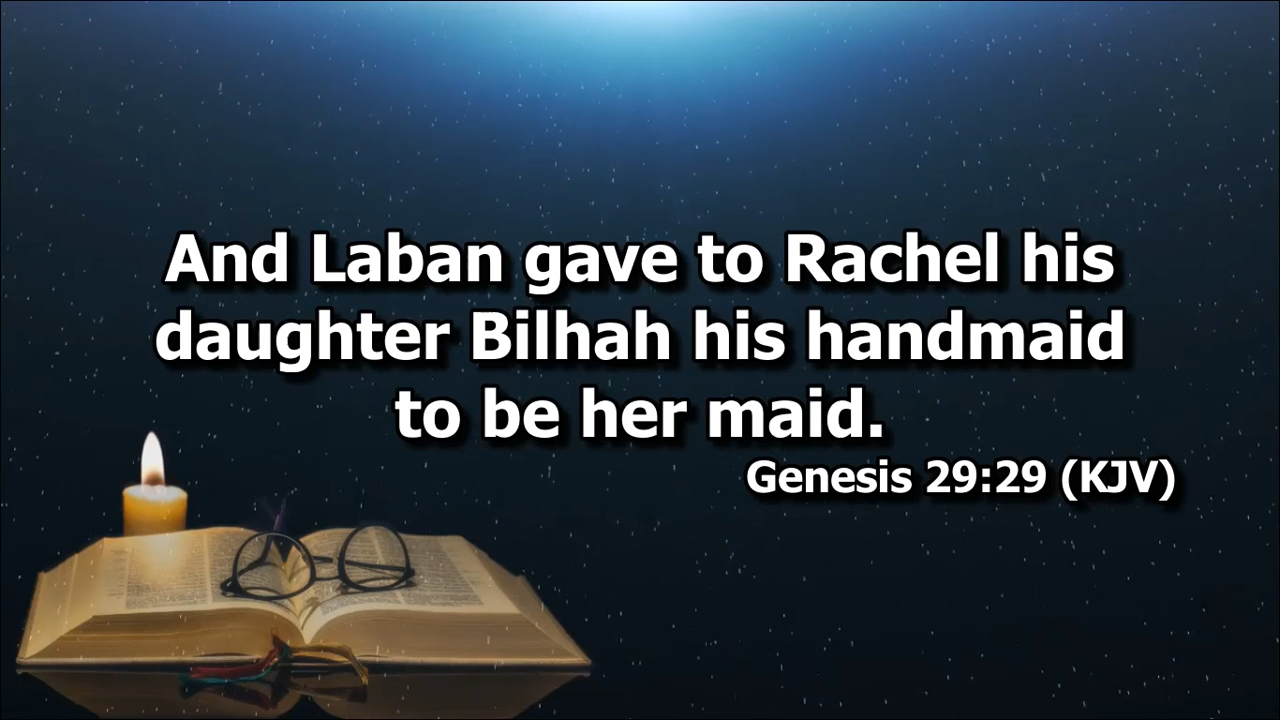 And Laban gave to Rachel his
daughter Bilhah his handmaid
to be her maid.
Genesis 29:29 (KJV)